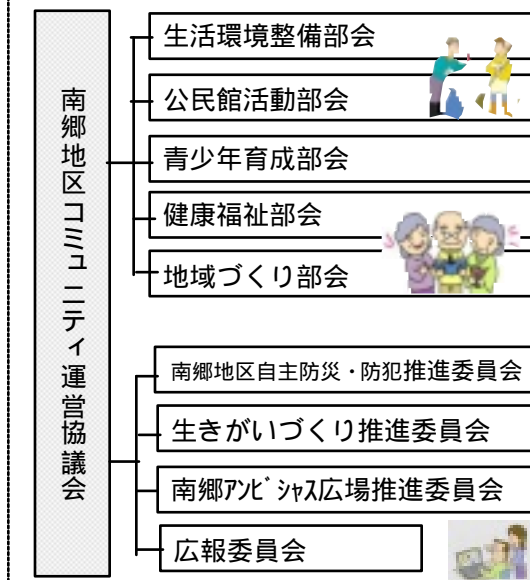 南郷地区コミュニティ運営協議会
生活環境整備部会
公民館活動部会
青少年育成部会
健康福祉部会
地域づくり部会
南郷地区自主防災・防犯推進委員会
生きがいづくり推進委員会
南郷ｱﾝﾋﾞｼｬｽ広場推進委員会
広報委員会